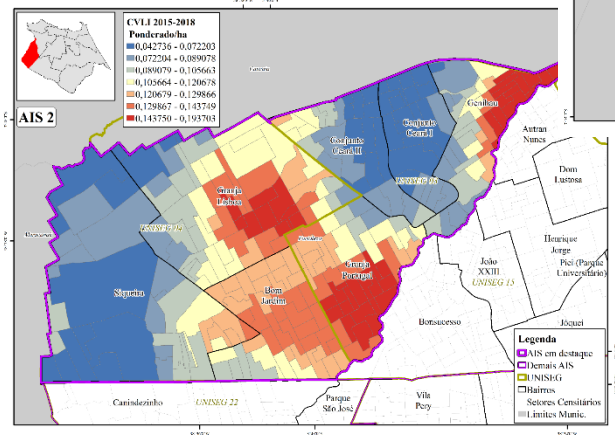 CVLI 2015-2018
Ponderado/ha
0,042736 - 0,072203
0,072204 - 0,089078
0,089079 - 0,105663
0,105664 - 0,120678
0,120679 - 0,129866
0,129867 - 0,143749
0,143750 - 0,193703
AIS 2
Caucaia
Genibaú
Conjunto
Ceará I
Conjunto
Ceará II
Autran
Nunes
Dom
Lustosa
Granja
Lisboa
Henrique
Jorge
Pici (Parque
Universitário)
João
XXIII
UNISEG 15
Granja
Portugal
Siqueira
Bom
Jardim
Bonsucesso
Jóquei
Canindezinho
UNISEG 22
Parque
São José
Vila
Pery
Legenda
AIS em destaque
Demais AIS
UNISEG
Bairros
Setores Censitários
Limites Munic.